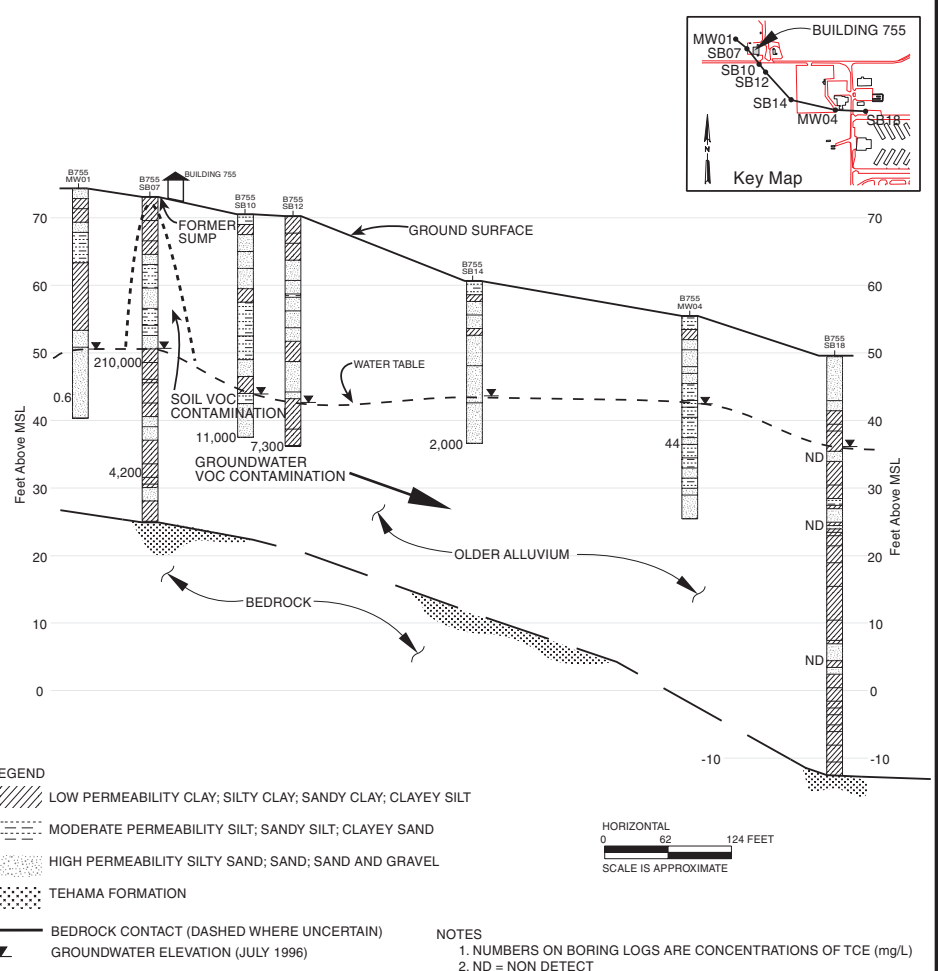 MW01
SB07
SB10
SB12
SB14
MW04
SB18
BUILDING 755
N
Key Map
B755
MW01
B755
SB07
BUILDING 755
B755
SB10
B755
SB12
B755
SB14
B755
MW04
B755
SB18
FORMER
SUMP
GROUND SURFACE
WATER TABLE
SOIL VOC
CONTAMINATION
GROUNDWATER
VOC CONTAMINATION
OLDER ALLUVIUM
BEDROCK
210,000
0.6
4,200
11,000
7,300
2,000
44
ND
ND
ND
Feet Above MSL
70
60
50
40
30
20
10
0
-10
70
60
50
40
30
20
10
0
-10
Feet Above MSL
EGEND
LOW PERMEABILITY CLAY; SILTY CLAY; SANDY CLAY; CLAYEY SILT
MODERATE PERMEABILITY SILT; SANDY SILT; CLAYEY SAND
HIGH PERMEABILITY SILTY SAND; SAND; SAND AND GRAVEL
TEHAMA FORMATION
BEDROCK CONTACT (DASHED WHERE UNCERTAIN)
GROUNDWATER ELEVATION (JULY 1996)
HORIZONTAL
0 62 124 FEET
SCALE IS APPROXIMATE
NOTES
1. NUMBERS ON BORING LOGS ARE CONCENTRATIONS OF TCE (mg/L)
2. ND = NON DETECT